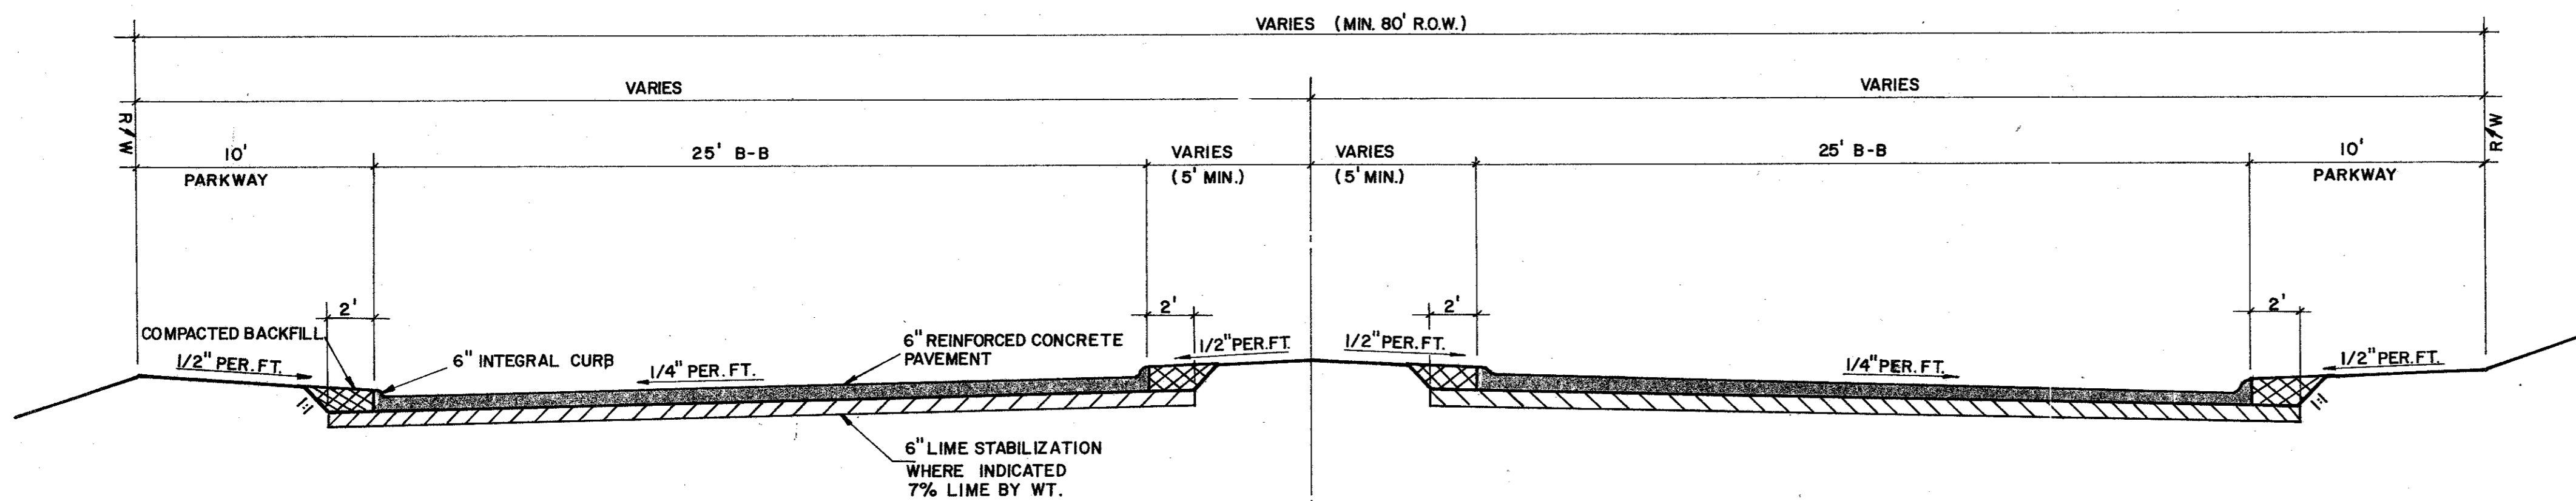 VARIES (MIN. 80' R.O.W.)
VARIES
VARIES
R/W
R/W
10'
PARKWAY
25' B-B
VARIES
(5' MIN.)
VARIES
(5' MIN.)
25' B-B
10'
PARKWAY
2'
2'
2'
2'
COMPACTED BACKFILL
1/2" PER. FT.
6" INTEGRAL CURB
1/4" PER. FT.
6" REINFORCED CONCRETE
PAVEMENT
1/2" PER. FT.
1/2" PER. FT.
1/4" PER. FT.
1/2" PER. FT.
1:1
1:1
6" LIME STABILIZATION
WHERE INDICATED
7% LIME BY WT.